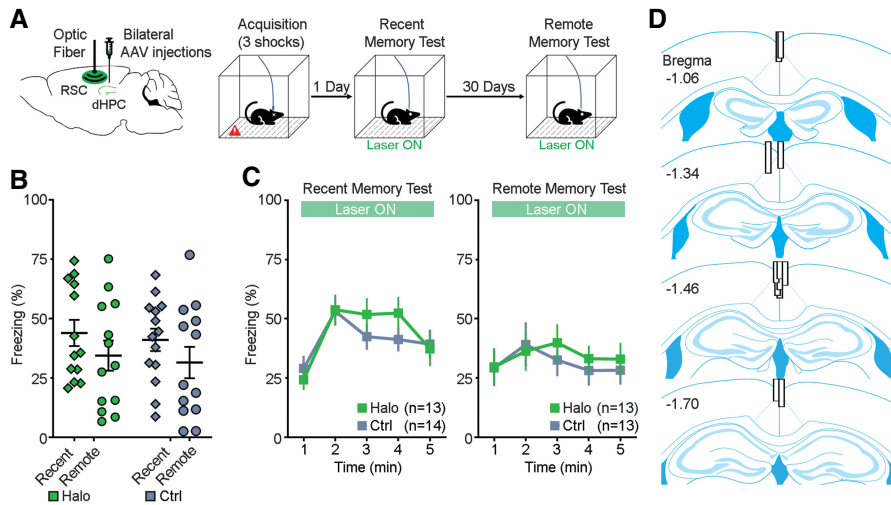 A
Optic
Fiber
Bilateral
AAV injections
RSC
dHPC
Acquisition
(3 shocks)
1 Day
Recent
Memory Test
Laser ON
30 Days
Remote
Memory Test
Laser ON
B
100
75
50
25
0
Freezing (%)
Recent
Remote
Recent
Remote
Halo
Ctrl
C
Recent Memory Test
Laser ON
100
75
50
25
0
Freezing (%)
Halo (n=13)
Ctrl (n=14)
1 2 3 4 5
Time (min)
Remote Memory Test
Laser ON
100
75
50
25
0
Halo (n=13)
Ctrl (n=13)
1 2 3 4 5
Time (min)
D
Bregma
-1.06
-1.34
-1.46
-1.70